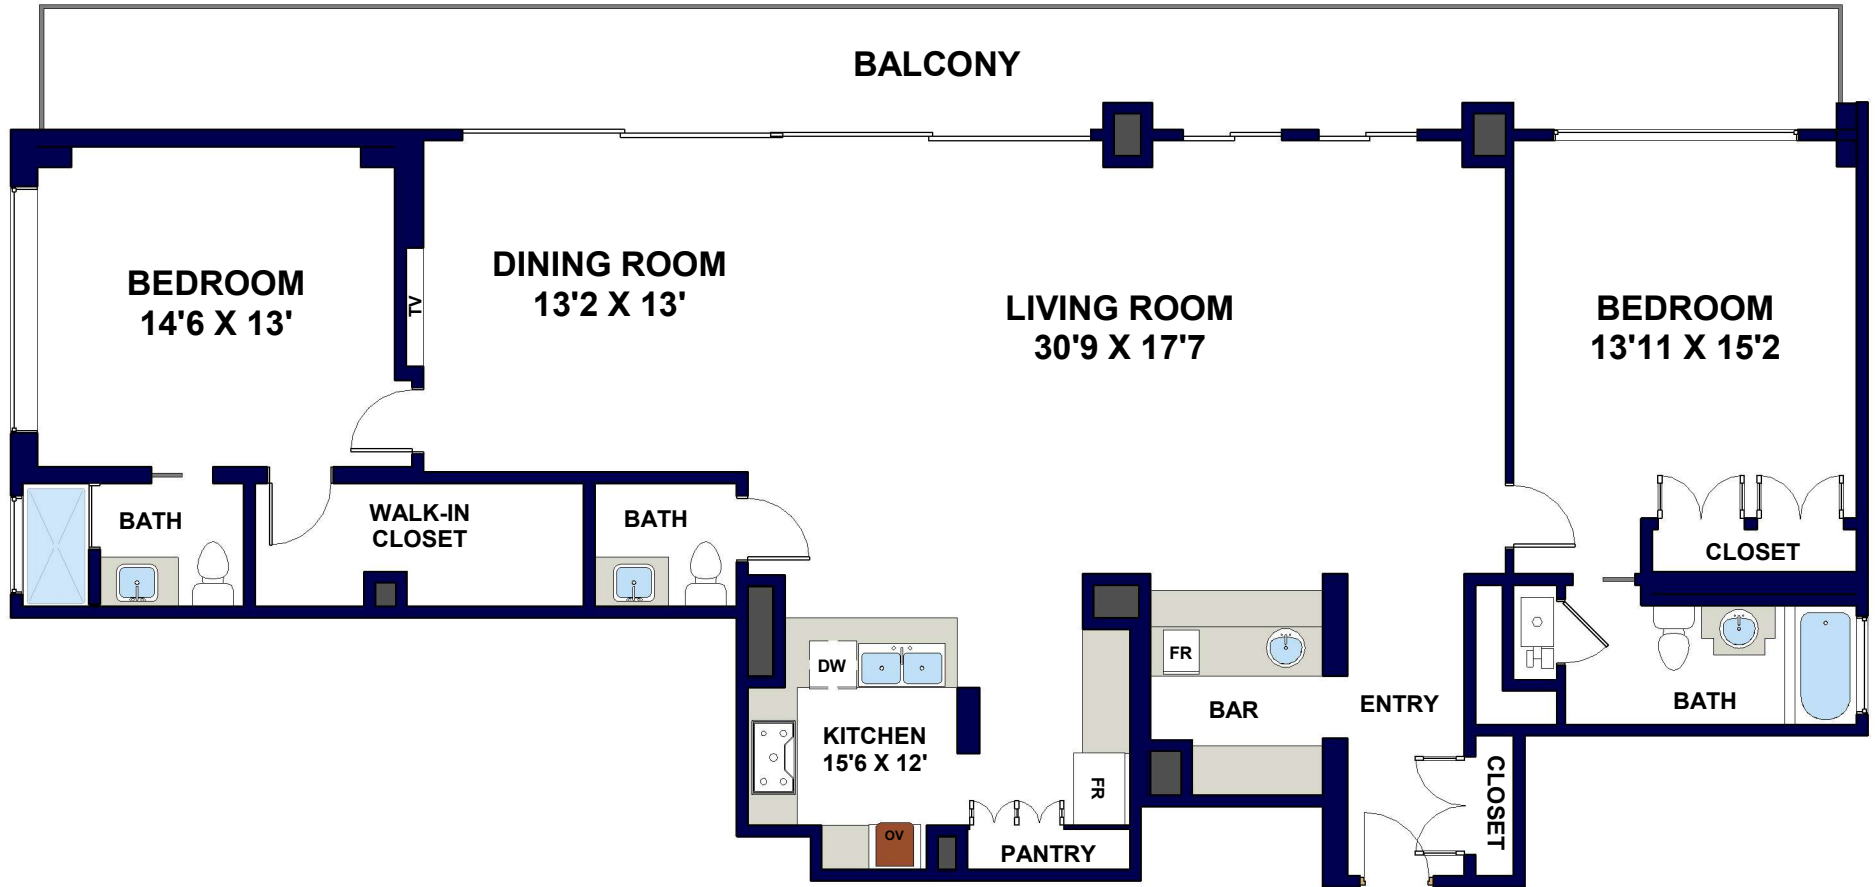 BALCONY
BEDROOM
14'6 X 13'
TV
DINING ROOM
13'2 X 13'
LIVING ROOM
30'9 X 17'7
BEDROOM
13'11 X 15'2
BATH
WALK-IN
CLOSET
BATH
CLOSET
DW
KITCHEN
15'6 X 12'
FR
OV
PANTRY
FR
BAR
ENTRY
CLOSET
BATH